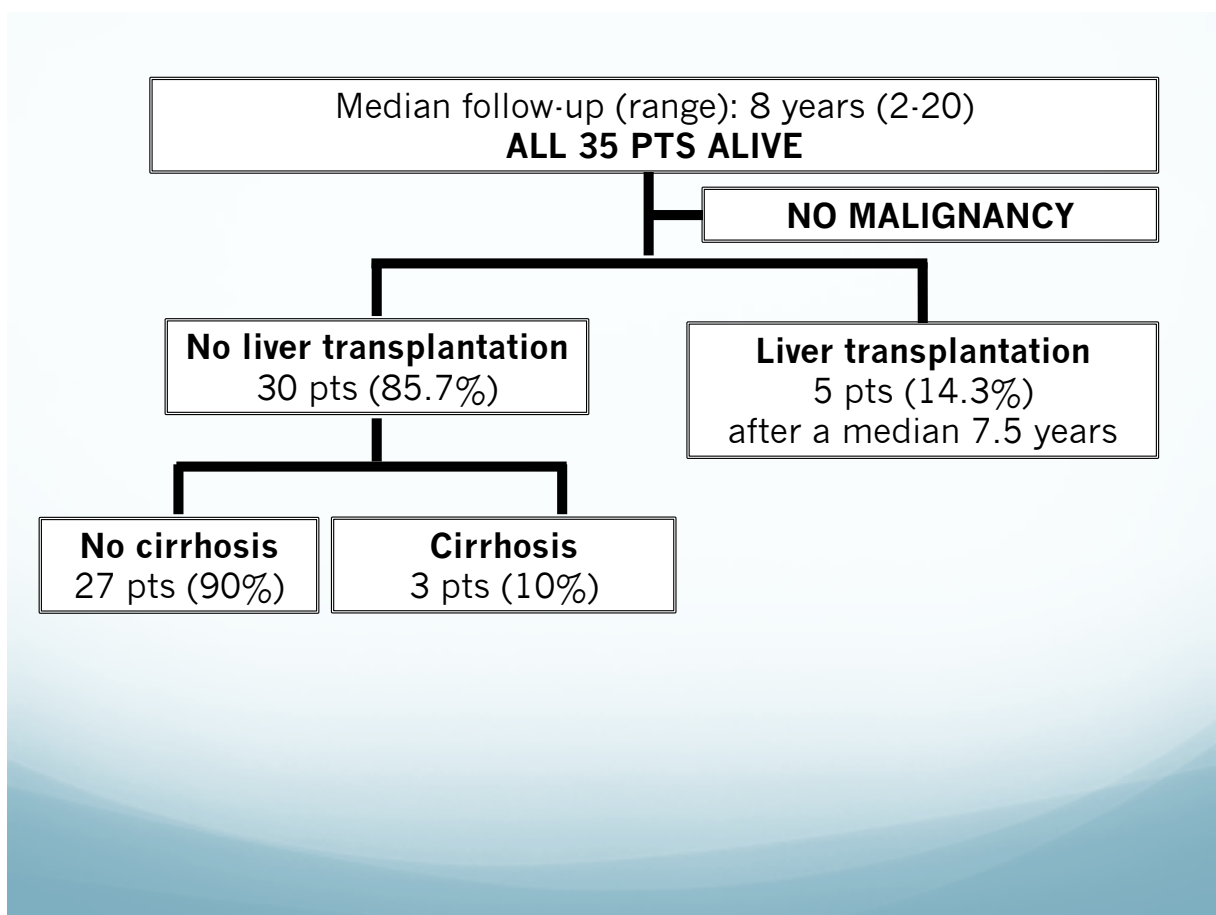 Median follow-up (range): 8 years (2-20)
ALL 35 PTS ALIVE
NO MALIGNANCY
No liver transplantation
30 pts (85.7%)
Liver transplantation
5 pts (14.3%)
after a median 7.5 years
No cirrhosis
27 pts (90%)
Cirrhosis
3 pts (10%)